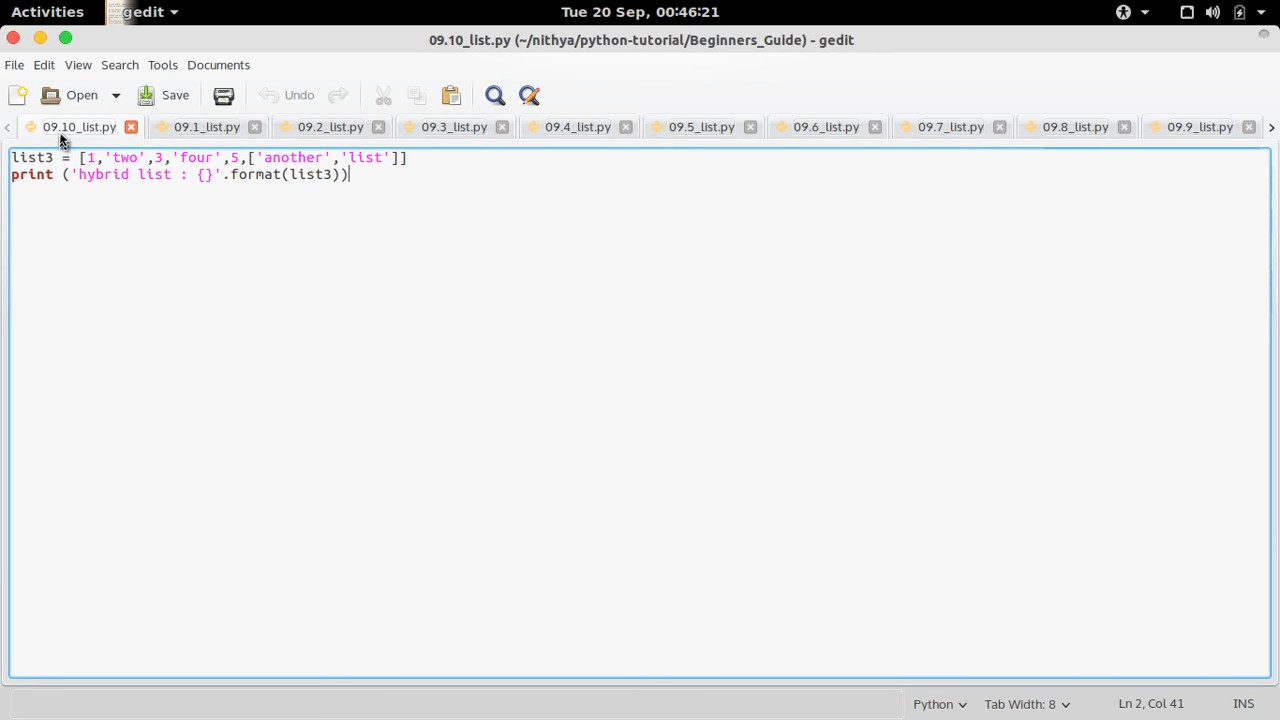 Activities gedit Tue 20 Sep, 00:46:21
09.10_list.py (~/nithya/python-tutorial/Beginners_Guide) - gedit
File Edit View Search Tools Documents
Open Save Undo
09.10_list.py 09.1_list.py 09.2_list.py 09.3_list.py 09.4_list.py 09.5_list.py 09.6_list.py 09.7_list.py 09.8_list.py 09.9_list.py
list3 = [1,'two',3,'four',5,['another','list']]
print ('hybrid list : {}'.format(list3))
Python Tab Width: 8 Ln 2, Col 41 INS